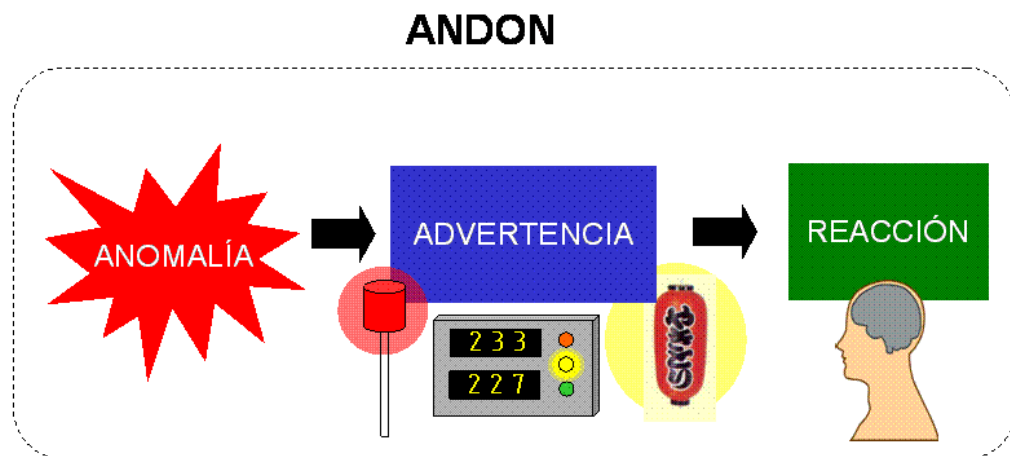 ANDON
ANOMALÍA
ADVERTENCIA
REACCIÓN
233
227